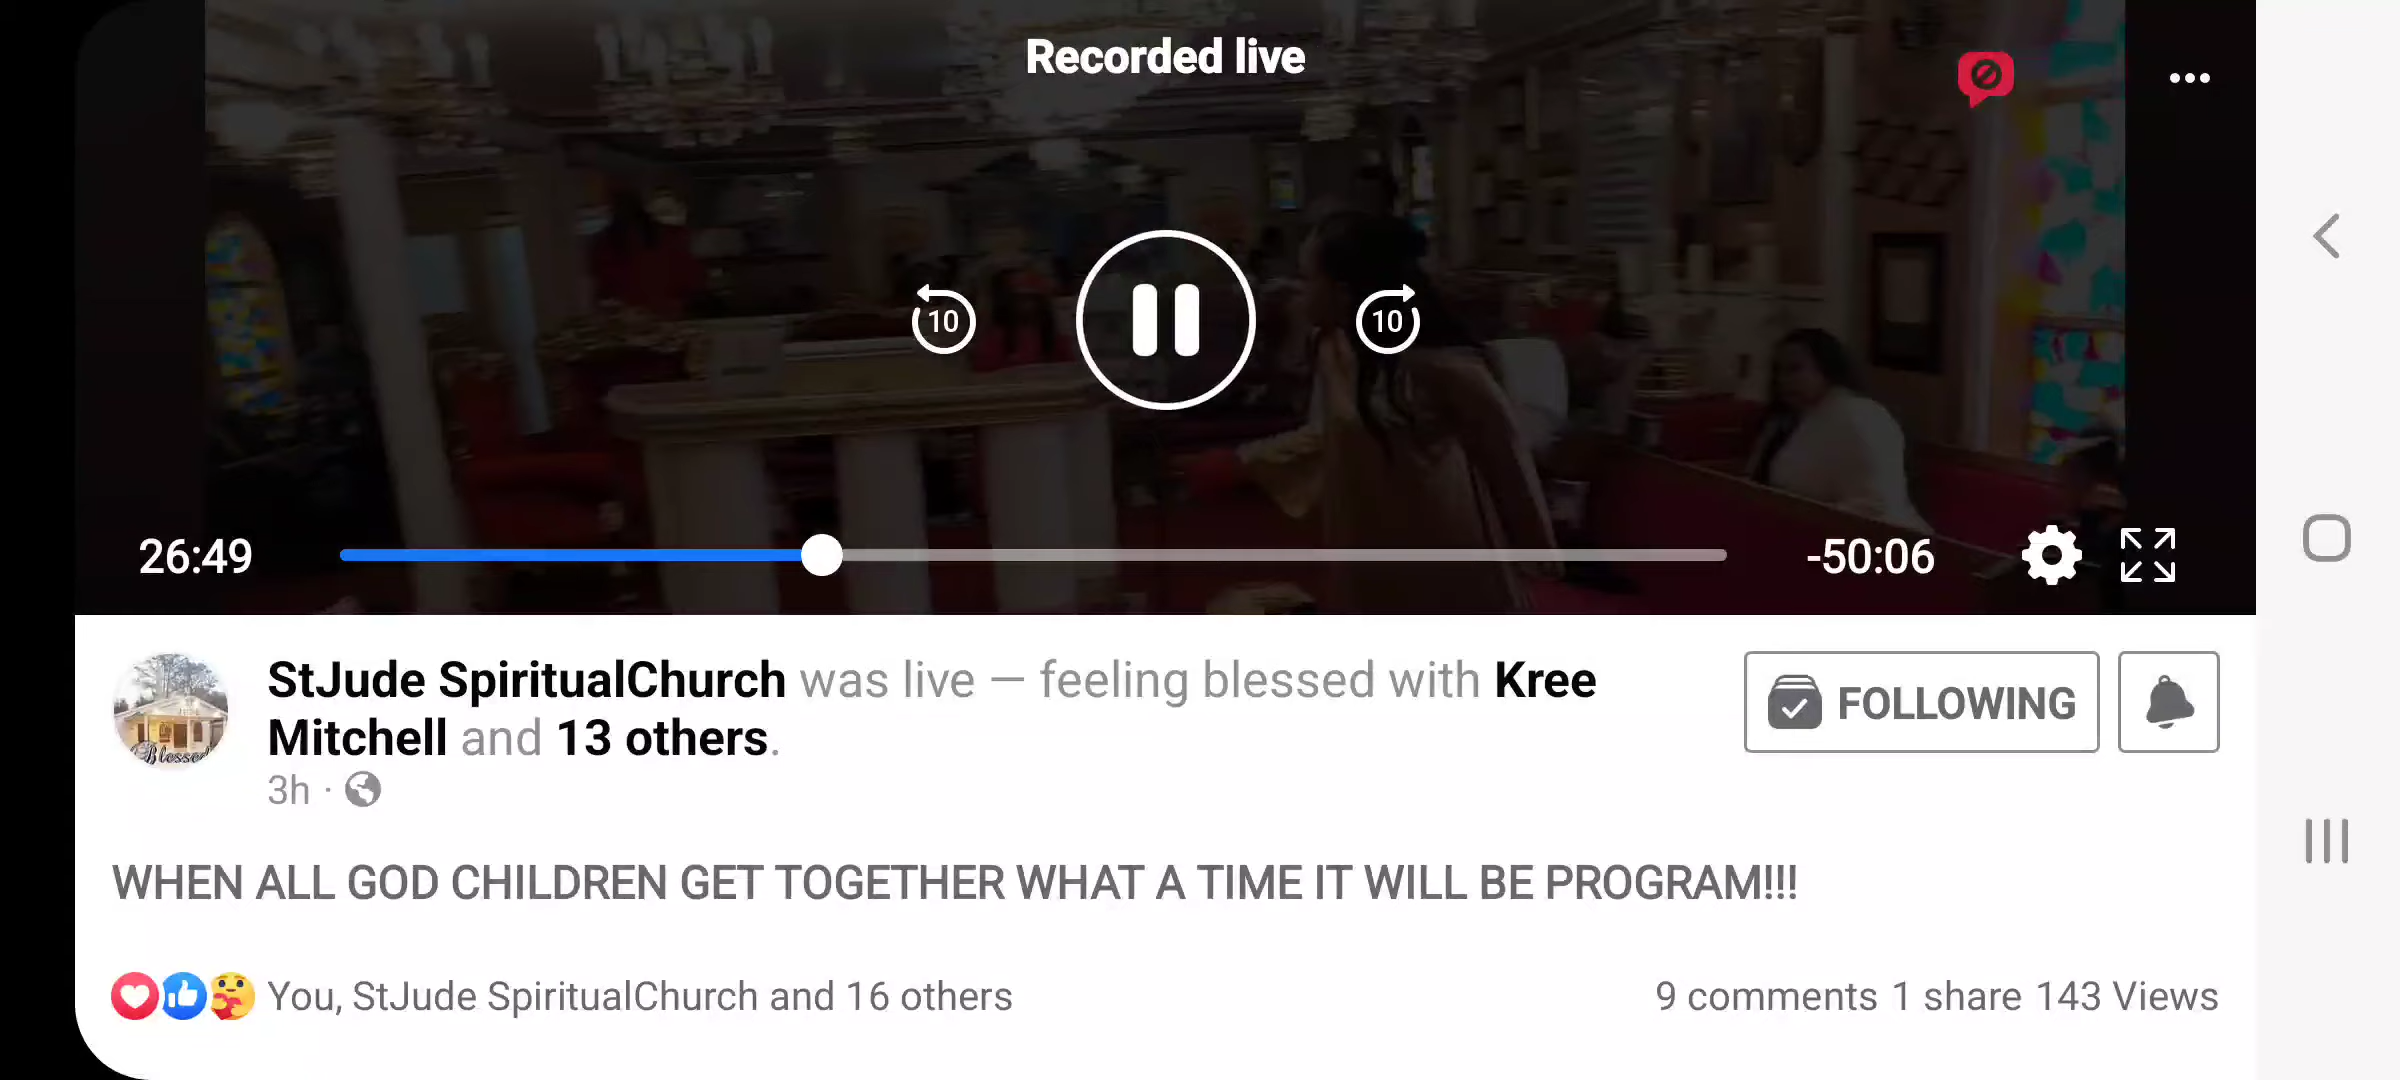 Recorded live
10
10
26:49
-50:06
StJude SpiritualChurch was live — feeling blessed with Kree
Mitchell and 13 others.
FOLLOWING
Blessed
3h ·
WHEN ALL GOD CHILDREN GET TOGETHER WHAT A TIME IT WILL BE PROGRAM!!!
You, StJude SpiritualChurch and 16 others
9 comments 1 share 143 Views